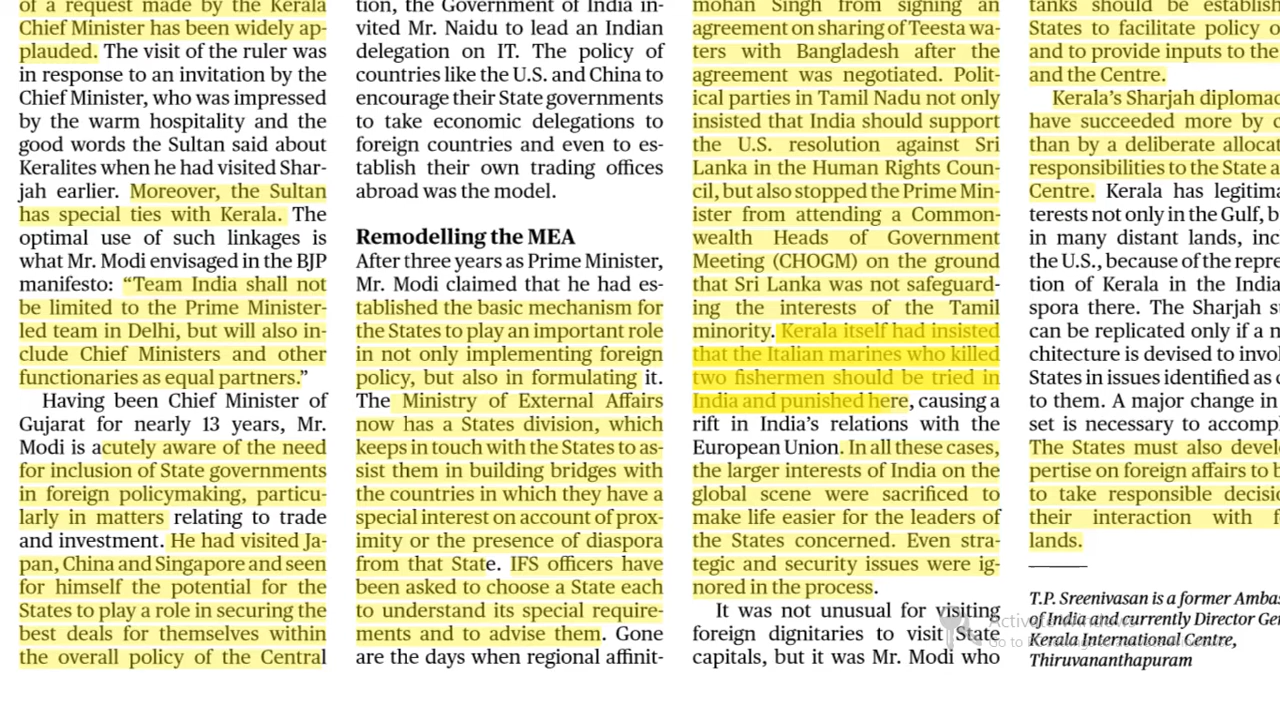 of a request made by the Kerala
Chief Minister has been widely ap-
plauded. The visit of the ruler was
in response to an invitation by the
Chief Minister, who was impressed
by the warm hospitality and the
good words the Sultan said about
Keralites when he had visited Shar-
jah earlier. Moreover, the Sultan
has special ties with Kerala. The
optimal use of such linkages is
what Mr. Modi envisaged in the BJP
manifesto: “Team India shall not
be limited to the Prime Minister-
led team in Delhi, but will also in-
clude Chief Ministers and other
functionaries as equal partners.”
Having been Chief Minister of
Gujarat for nearly 13 years, Mr.
Modi is acutely aware of the need
for inclusion of State governments
in foreign policymaking, particu-
larly in matters relating to trade
and investment. He had visited Ja-
pan, China and Singapore and seen
for himself the potential for the
States to play a role in securing the
best deals for themselves within
the overall policy of the Central
tion, the Government of India in-
vited Mr. Naidu to lead an Indian
delegation on IT. The policy of
countries like the U.S. and China to
encourage their State governments
to take economic delegations to
foreign countries and even to es-
tablish their own trading offices
abroad was the model.
Remodelling the MEA
After three years as Prime Minister,
Mr. Modi claimed that he had es-
tablished the basic mechanism for
the States to play an important role
in not only implementing foreign
policy, but also in formulating it.
The Ministry of External Affairs
now has a States division, which
keeps in touch with the States to as-
sist them in building bridges with
the countries in which they have a
special interest on account of prox-
imity or the presence of diaspora
from that State. IFS officers have
been asked to choose a State each
to understand its special require-
ments and to advise them. Gone
are the days when regional affinit-
mohan Singh from signing an
agreement on sharing of Teesta wa-
ters with Bangladesh after the
agreement was negotiated. Polit-
ical parties in Tamil Nadu not only
insisted that India should support
the U.S. resolution against Sri
Lanka in the Human Rights Coun-
cil, but also stopped the Prime Min-
ister from attending a Common-
wealth Heads of Government
Meeting (CHOGM) on the ground
that Sri Lanka was not safeguard-
ing the interests of the Tamil
minority. Kerala itself had insisted
that the Italian marines who killed
two fishermen should be tried in
India and punished here, causing a
rift in India’s relations with the
European Union. In all these cases,
the larger interests of India on the
global scene were sacrificed to
make life easier for the leaders of
the States concerned. Even stra-
tegic and security issues were ig-
nored in the process.
It was not unusual for visiting
foreign dignitaries to visit State
capitals, but it was Mr. Modi who
tanks should be establish
States to facilitate policy o
and to provide inputs to the
and the Centre.
Kerala’s Sharjah diplomac
have succeeded more by c
than by a deliberate allocat
responsibilities to the State a
Centre. Kerala has legitima
terests not only in the Gulf, b
in many distant lands, inc
the U.S., because of the repre
tion of Kerala in the India
spora there. The Sharjah s
can be replicated only if a n
chitecture is devised to invol
States in issues identified as c
to them. A major change in
set is necessary to accomp
The States must also devel
pertise on foreign affairs to b
to take responsible decisio
their interaction with f
lands.
T.P. Sreenivasan is a former Ambas
of India and currently Director Gen
Kerala International Centre,
Thiruvananthapuram
Activate Windows